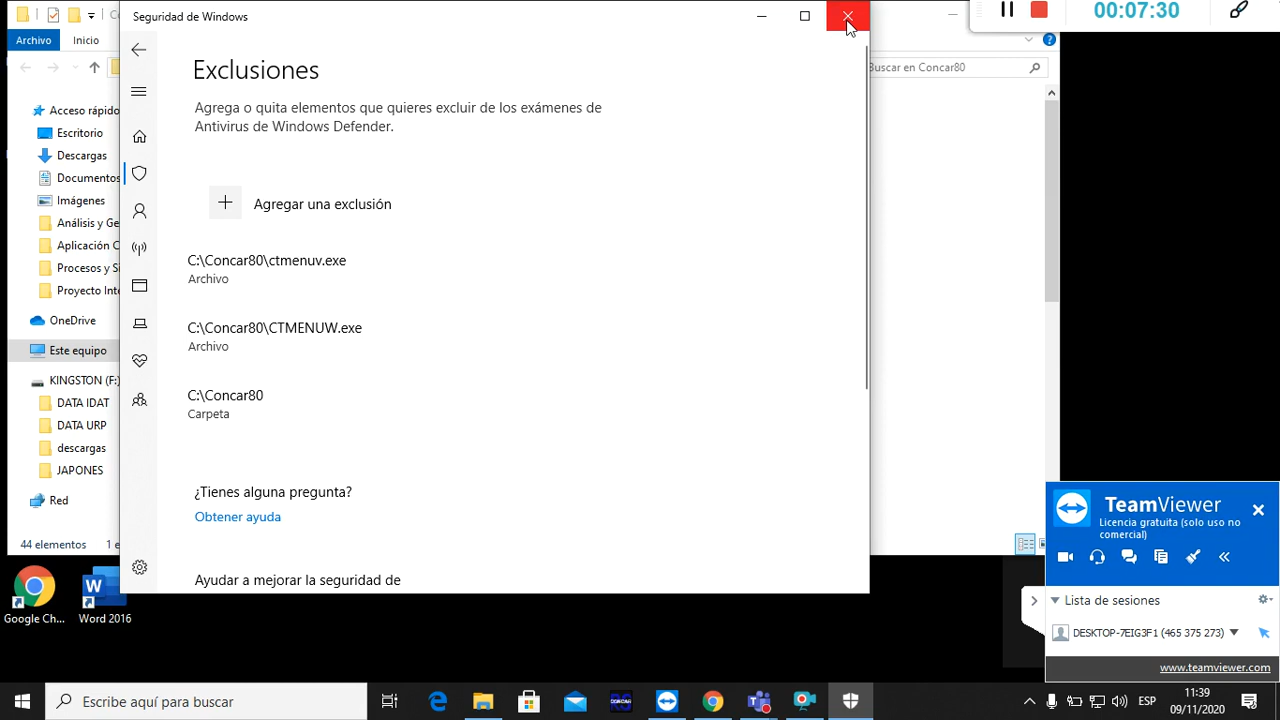 Seguridad de Windows
00:07:30
Archivo
Inicio
Buscar en Concar80
Exclusiones
Agrega o quita elementos que quieres excluir de los exámenes de
Antivirus de Windows Defender.
Agregar una exclusión
C:\Concar80\ctmenuv.exe
Archivo
C:\Concar80\CTMENUW.exe
Archivo
C:\Concar80
Carpeta
¿Tienes alguna pregunta?
Obtener ayuda
Ayudar a mejorar la seguridad de
Acceso rápido
Escritorio
Descargas
Documentos
Imágenes
Análisis y Ge
Aplicación C
Procesos y Si
Proyecto Inte
OneDrive
Este equipo
KINGSTON (F:)
DATA IDAT
DATA URP
descargas
JAPONES
Red
44 elementos
TeamViewer
Licencia gratuita (solo uso no
comercial)
Lista de sesiones
DESKTOP-7EIG3F1 (465 375 273)
www.teamviewer.com
Google Ch...
Word 2016
Escribe aquí para buscar
CONCAR
ESP
11:39
09/11/2020